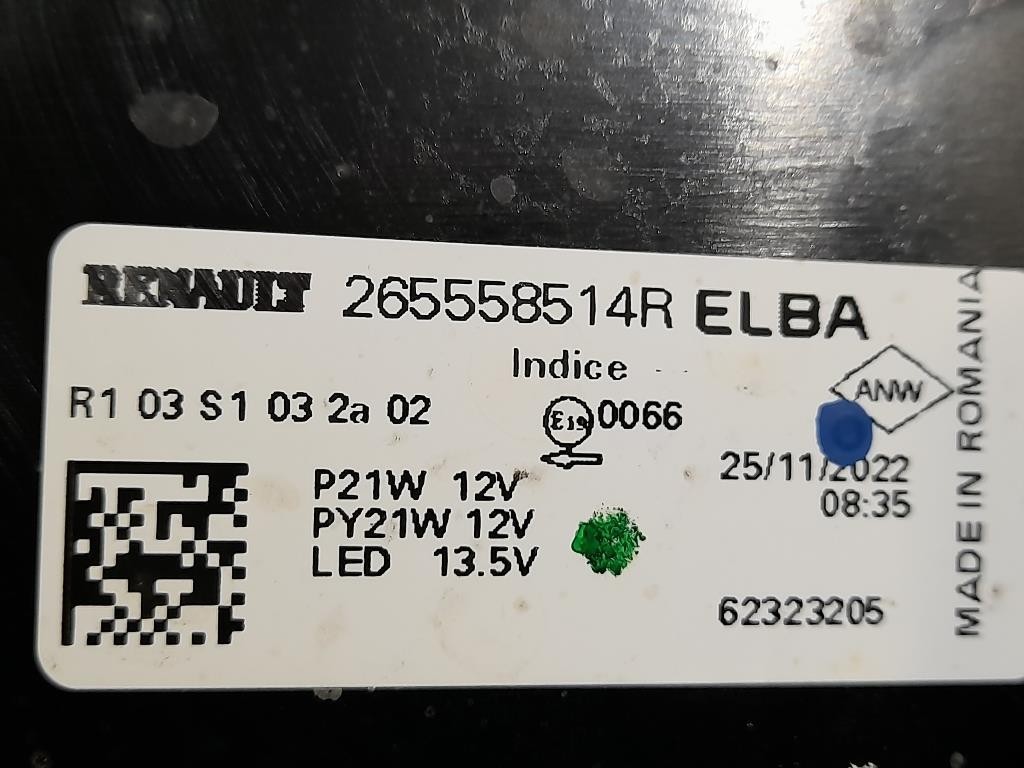 RENAULT 265558514R ELBA
Indice --
R1 03 S1 03 2a 02
E19 0066
ANW
25/11/2022
08:35
P21W 12V
PY21W 12V
LED 13.5V
62323205
MADE IN ROMANIA